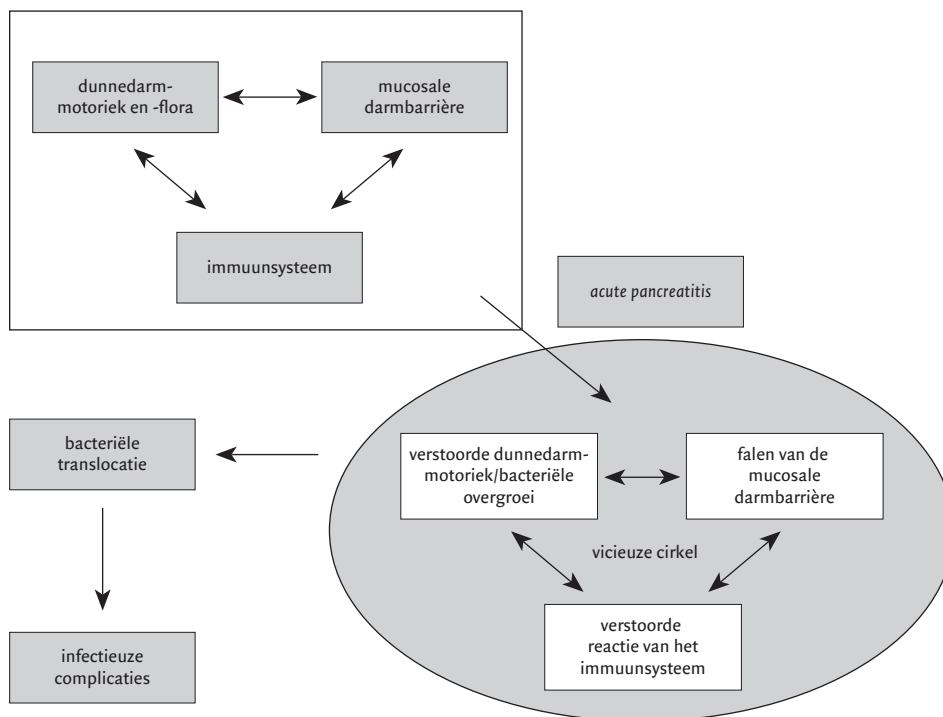 dunnedarm-
motoriek en -flora
mucosale
darmbarrière
immuunsysteem
acute pancreatitis
bacteriële
translocatie
verstoorde dunnedarm-
motoriek/bacteriële
overgroei
falen van de
mucosale
darmbarrière
vicieuze cirkel
verstoorde
reactie van het
immuunsysteem
infectieuze
complicaties